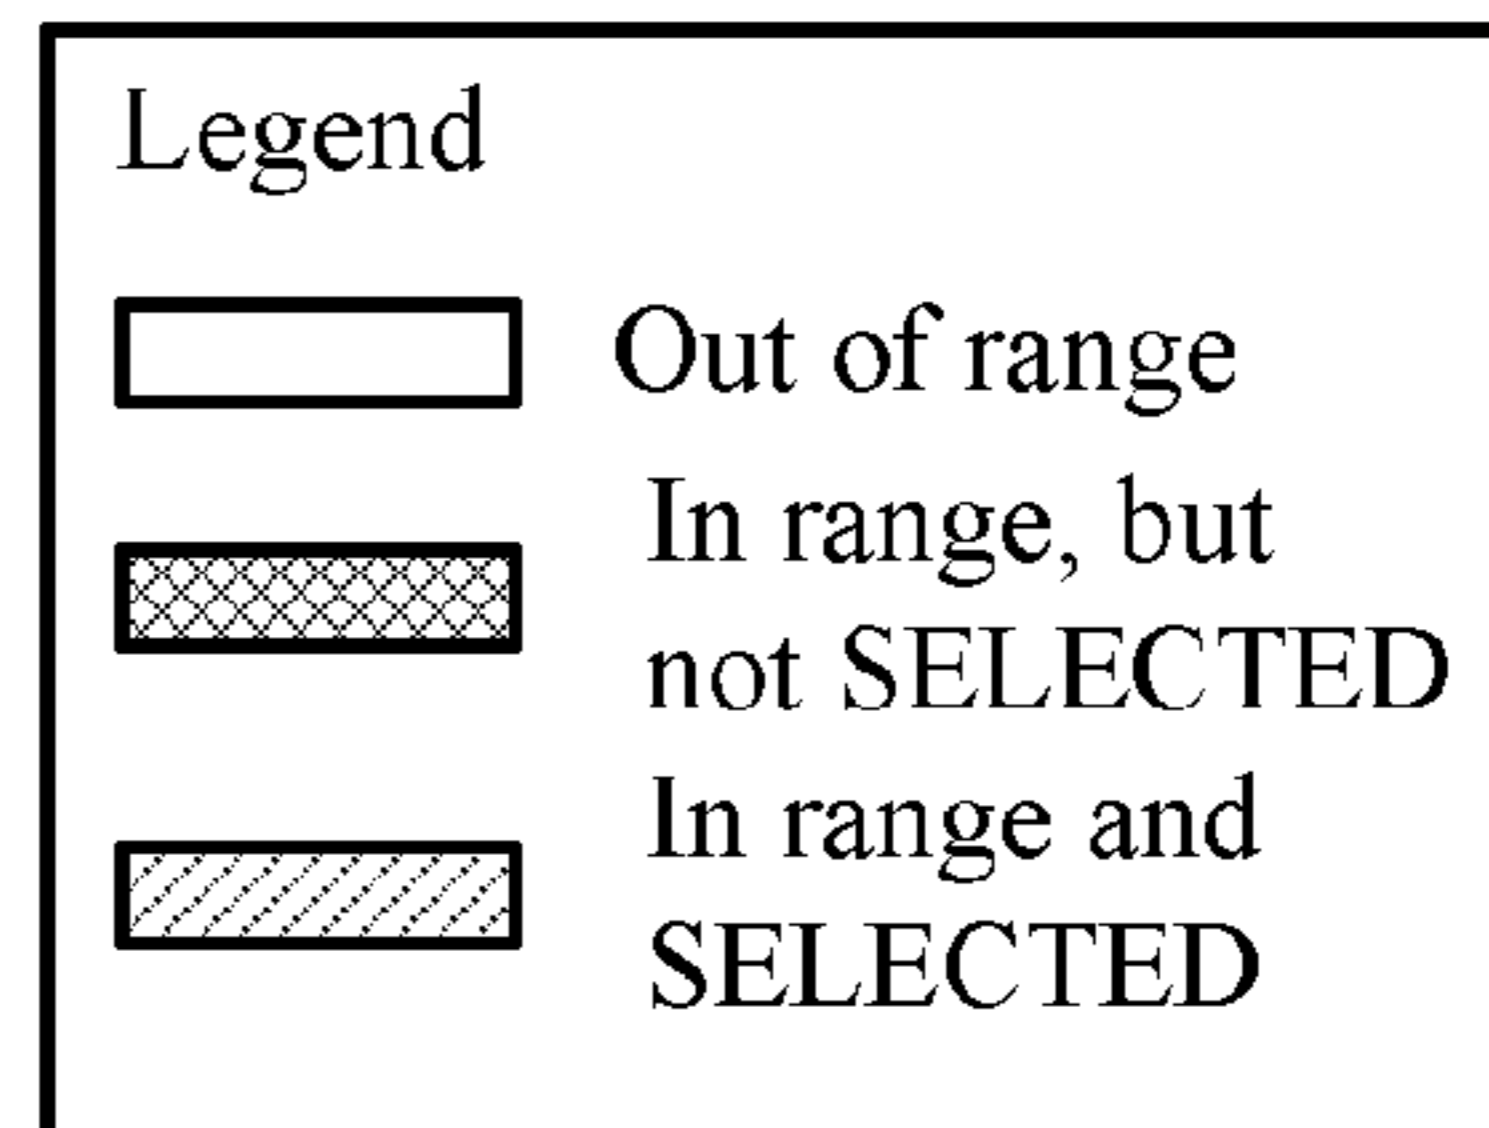 Legend
Out of range
In range, but
not SELECTED
In range and
SELECTED